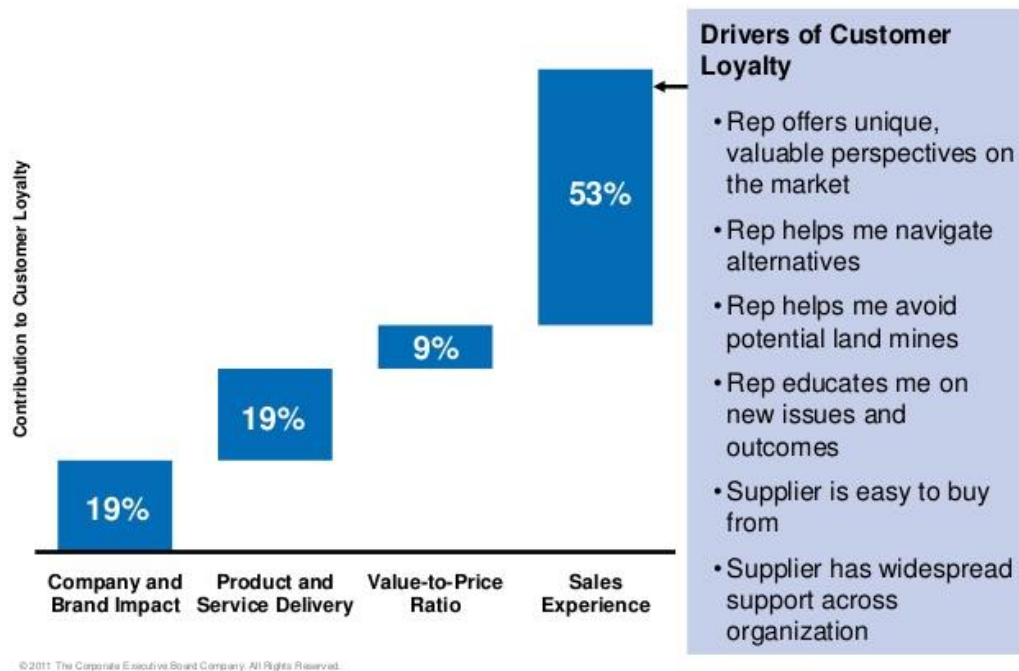 Contribution to Customer Loyalty
19%
19%
9%
53%
Company and
Brand Impact
Product and
Service Delivery
Value-to-Price
Ratio
Sales
Experience
Drivers of Customer
Loyalty
• Rep offers unique,
valuable perspectives on
the market
• Rep helps me navigate
alternatives
• Rep helps me avoid
potential land mines
• Rep educates me on
new issues and
outcomes
• Supplier is easy to buy
from
• Supplier has widespread
support across
organization
©2011 The Corporate Executive Board Company. All Rights Reserved.